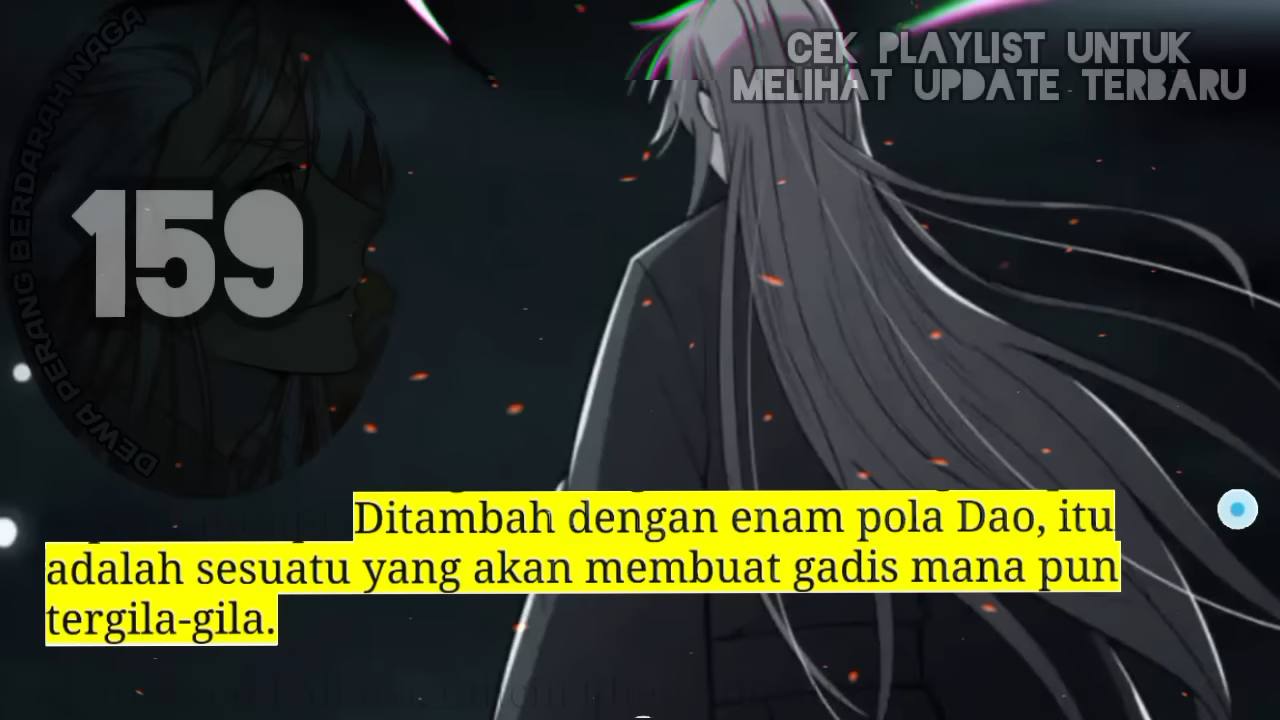 CEK PLAYLIST UNTUK
MELIHAT UPDATE TERBARU
DEWA PERANG BERDARAH NAGA
159
Ditambah dengan enam pola Dao, itu
adalah sesuatu yang akan membuat gadis mana pun
tergila-gila.